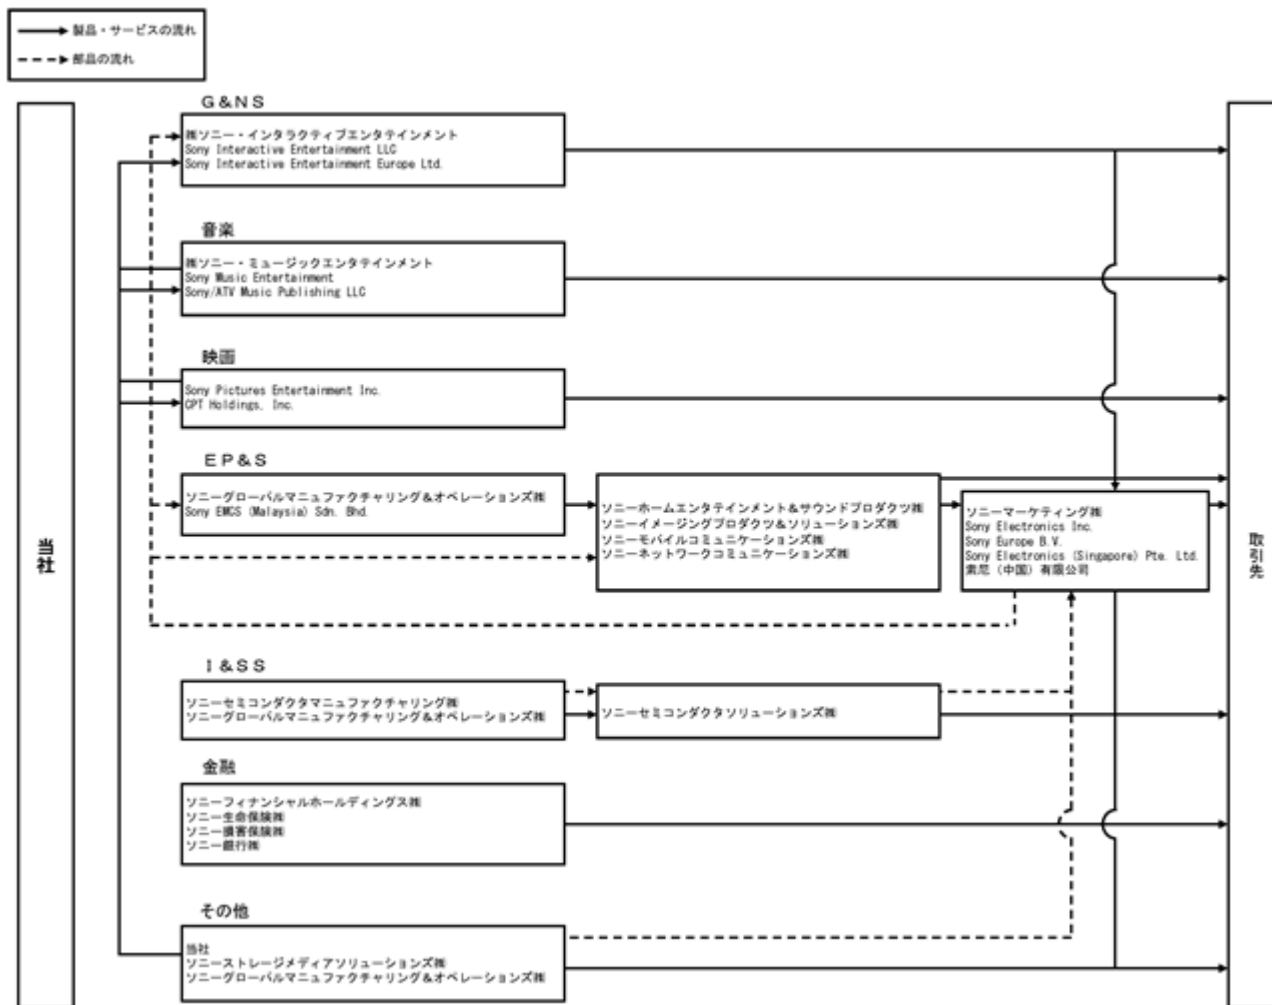 製品・サービスの流れ
部品の流れ
当社
G&NS
㈱ソニー・インタラクティブエンタテインメント
Sony Interactive Entertainment LLC
Sony Interactive Entertainment Europe Ltd.
音楽
㈱ソニー・ミュージックエンタテインメント
Sony Music Entertainment
Sony/ATV Music Publishing LLC
映画
Sony Pictures Entertainment Inc.
CPT Holdings, Inc.
EP&S
ソニーグローバルマニュファクチャリング&オペレーションズ㈱
Sony EMCS (Malaysia) Sdn. Bhd.
ソニーホームエンタテインメント&サウンドプロダクツ㈱
ソニーイメージングプロダクツ&ソリューションズ㈱
ソニーモバイルコミュニケーションズ㈱
ソニーネットワークコミュニケーションズ㈱
ソニーマーケティング㈱
Sony Electronics Inc.
Sony Europe B.V.
Sony Electronics (Singapore) Pte. Ltd.
索尼(中国)有限公司
I&SS
ソニーセミコンダクタマニュファクチャリング㈱
ソニーグローバルマニュファクチャリング&オペレーションズ㈱
ソニーセミコンダクタソリューションズ㈱
金融
ソニーフィナンシャルホールディングス㈱
ソニー生命保険㈱
ソニー損害保険㈱
ソニー銀行㈱
その他
当社
ソニーストレージメディアソリューションズ㈱
ソニーグローバルマニュファクチャリング&オペレーションズ㈱
取引先